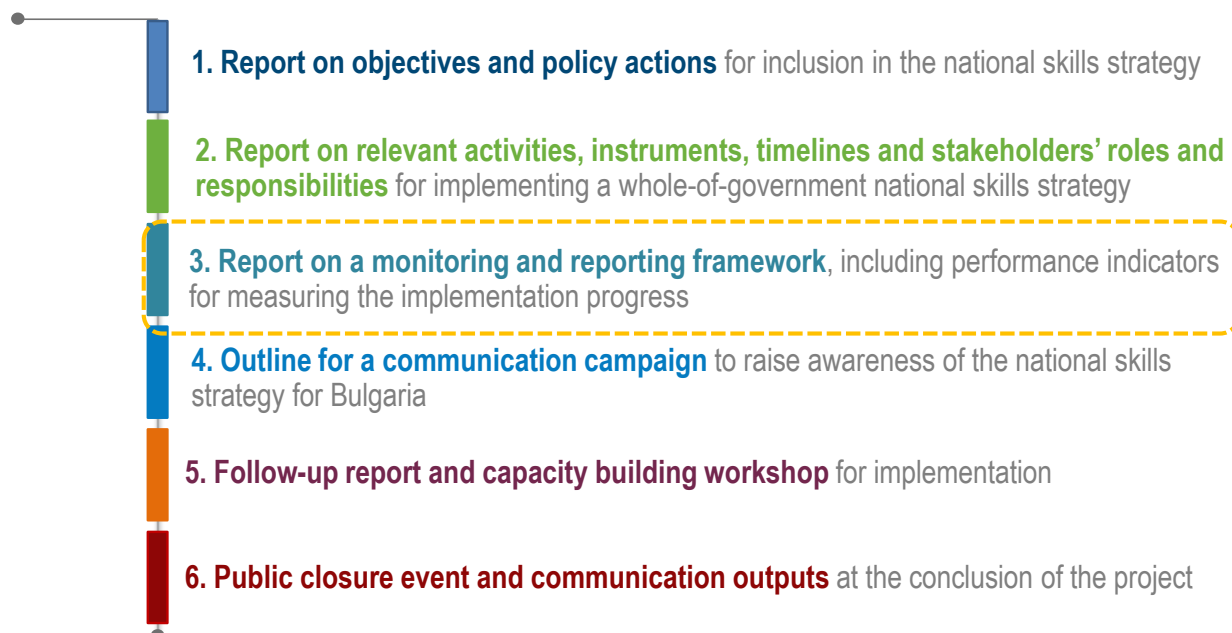 1. Report on objectives and policy actions for inclusion in the national skills strategy
2. Report on relevant activities, instruments, timelines and stakeholders’ roles and
responsibilities for implementing a whole-of-government national skills strategy
3. Report on a monitoring and reporting framework, including performance indicators
for measuring the implementation progress
4. Outline for a communication campaign to raise awareness of the national skills
strategy for Bulgaria
5. Follow-up report and capacity building workshop for implementation
6. Public closure event and communication outputs at the conclusion of the project